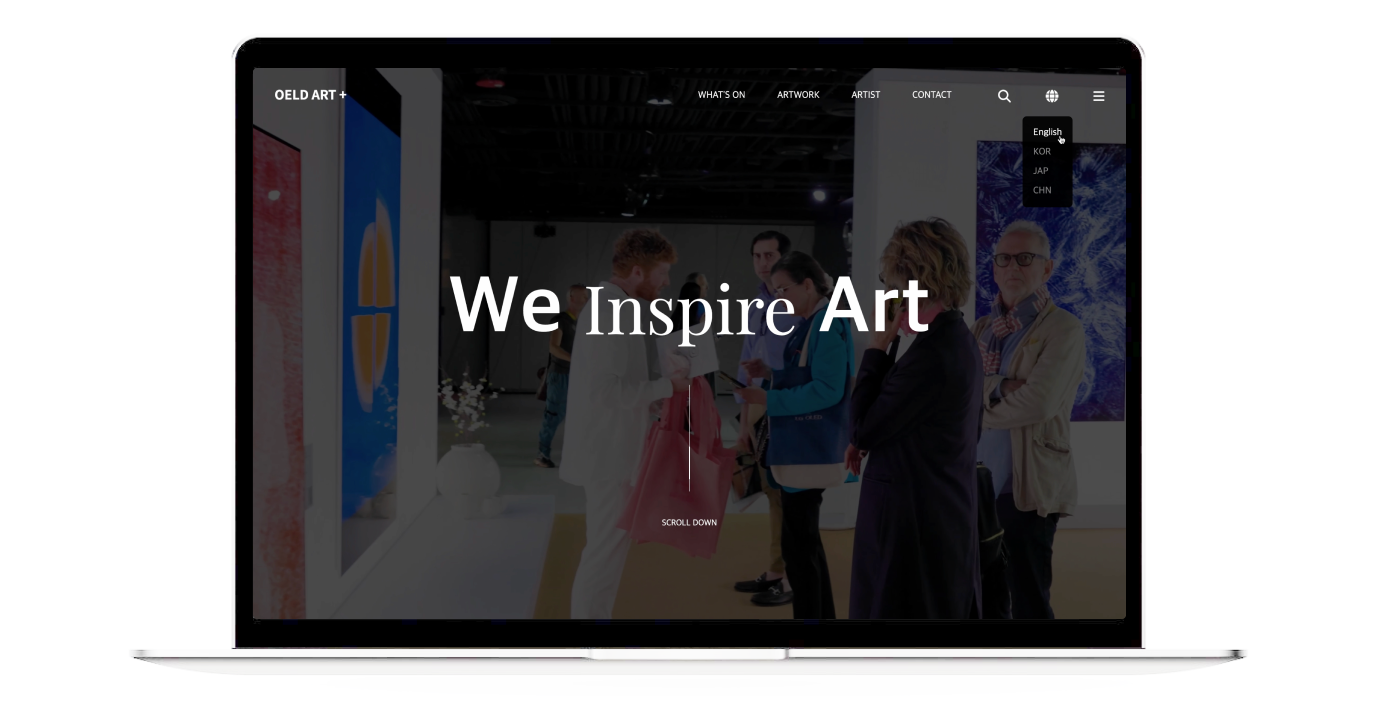 OELD ART +
WHAT'S ON
ARTWORK
ARTIST
CONTACT
English
KOR
JAP
CHN
We Inspire Art
SCROLL DOWN